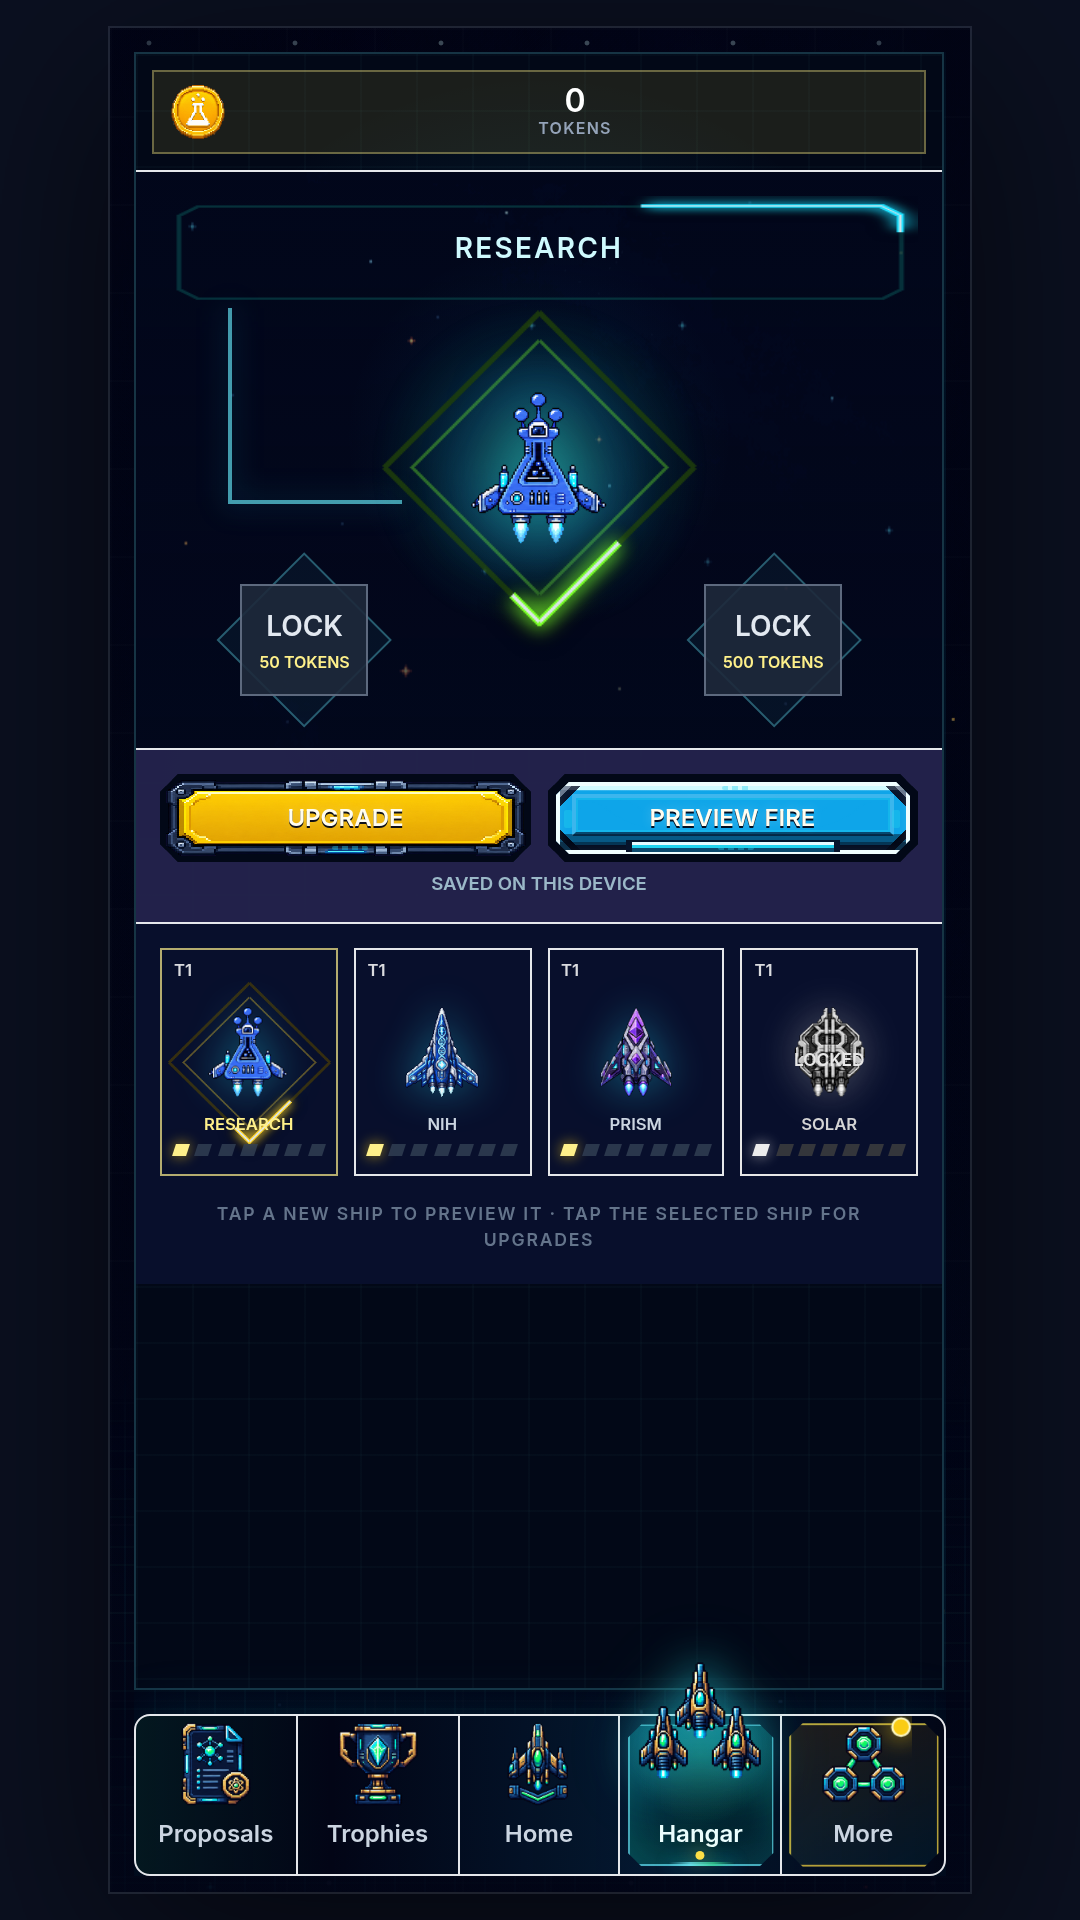 0
TOKENS
RESEARCH
LOCK
50 TOKENS
LOCK
500 TOKENS
UPGRADE
PREVIEW FIRE
SAVED ON THIS DEVICE
T1
RESEARCH
T1
NIH
T1
PRISM
T1
LOCKED
SOLAR
TAP A NEW SHIP TO PREVIEW IT · TAP THE SELECTED SHIP FOR
UPGRADES
Proposals
Trophies
Home
Hangar
More